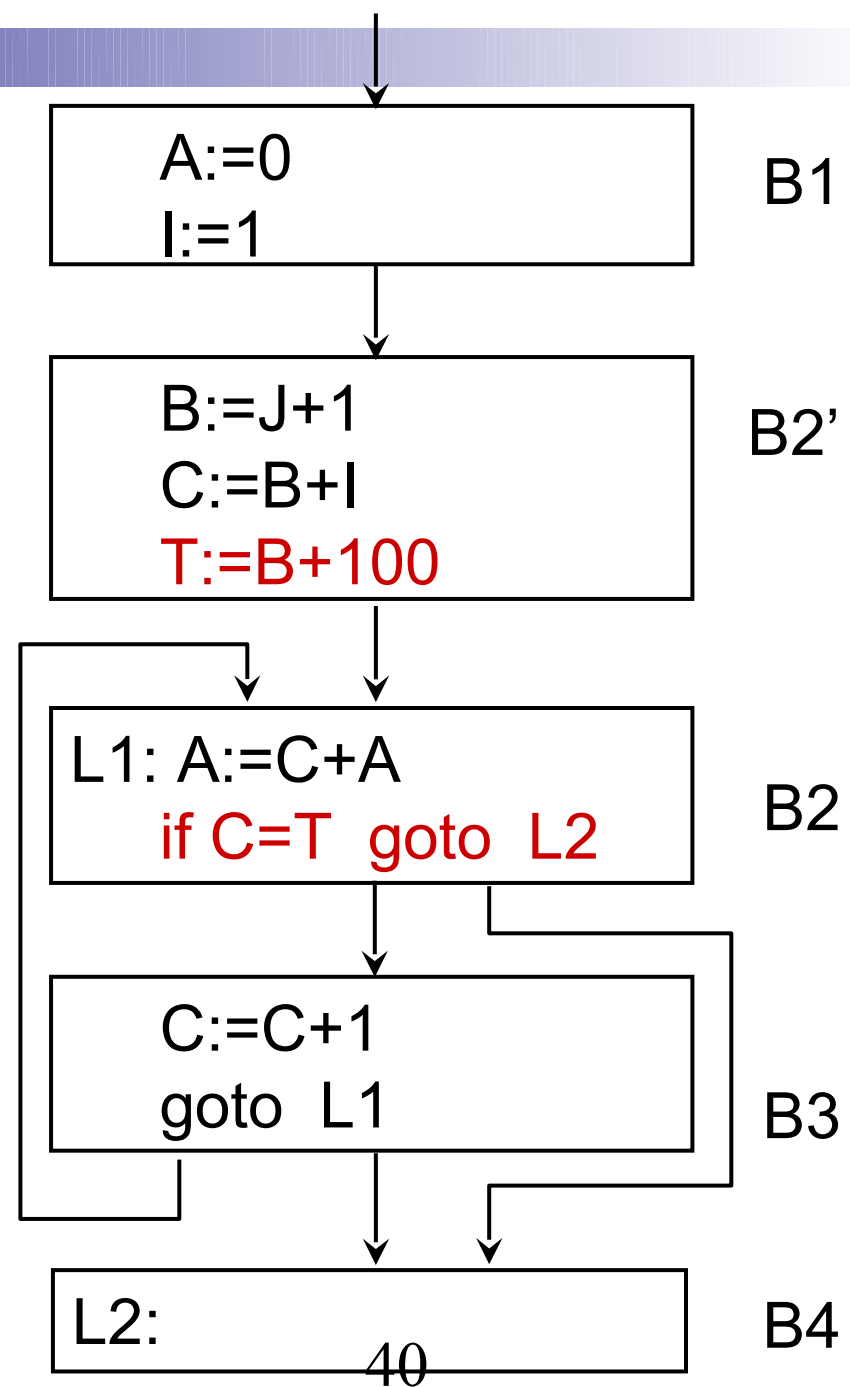 A:=0
I:=1
B1
B:=J+1
C:=B+I
T:=B+100
B2’
L1: A:=C+A
if C=T goto L2
B2
C:=C+1
goto L1
B3
L2:
B4
40